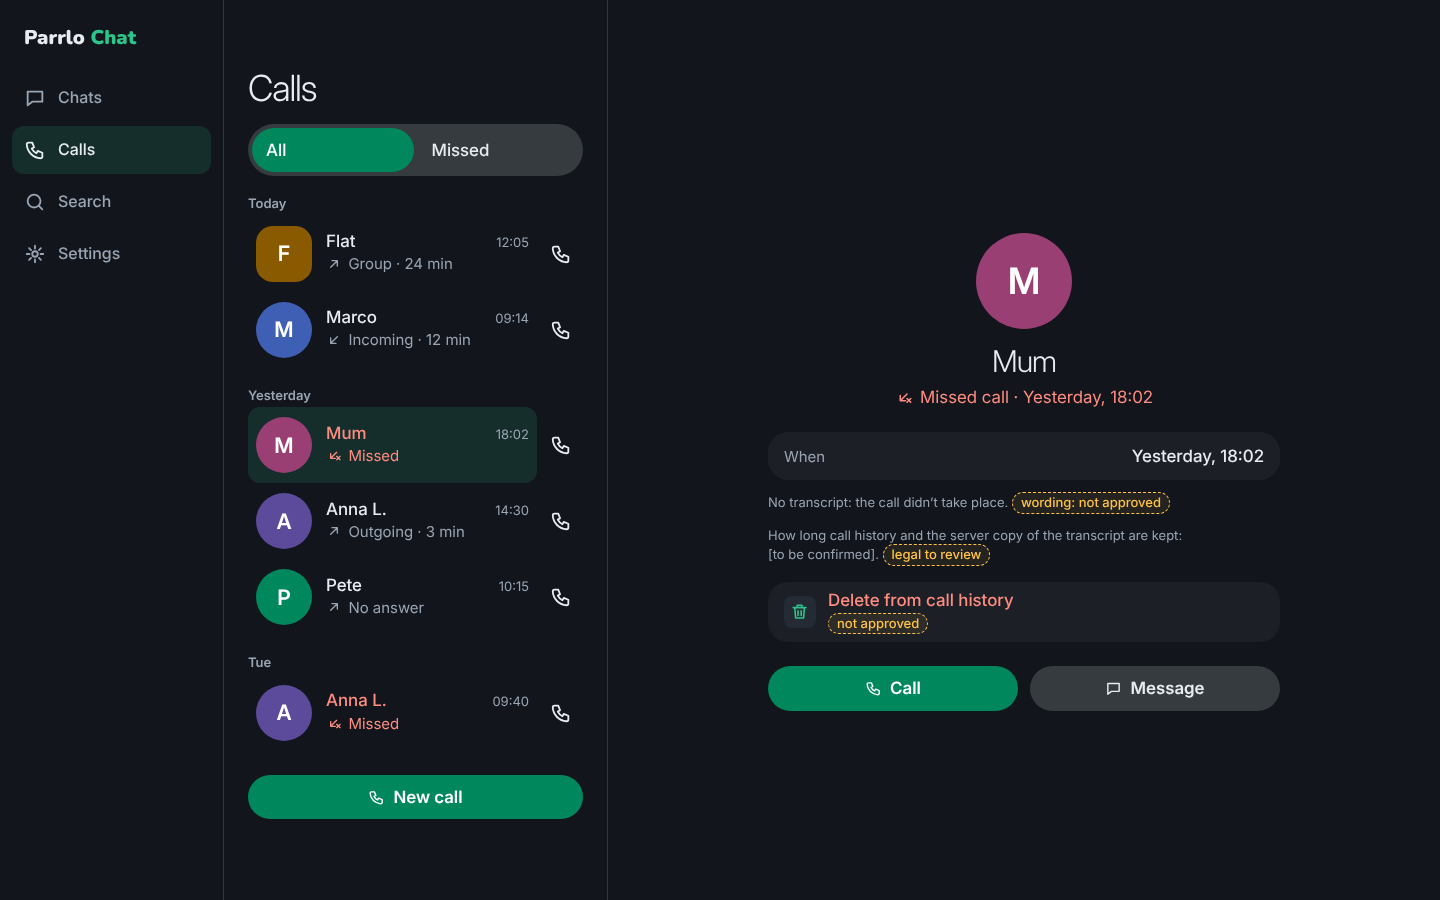 Parrlo Chat
Chats
Calls
Search
Settings
Calls
All
Missed
Today
F
Flat
12:05
Group · 24 min
M
Marco
09:14
Incoming · 12 min
Yesterday
M
Mum
18:02
Missed
A
Anna L.
14:30
Outgoing · 3 min
P
Pete
10:15
No answer
Tue
A
Anna L.
09:40
Missed
New call
M
Mum
Missed call · Yesterday, 18:02
When
Yesterday, 18:02
No transcript: the call didn’t take place. wording: not approved
How long call history and the server copy of the transcript are kept:
[to be confirmed]. legal to review
Delete from call history
not approved
Call
Message